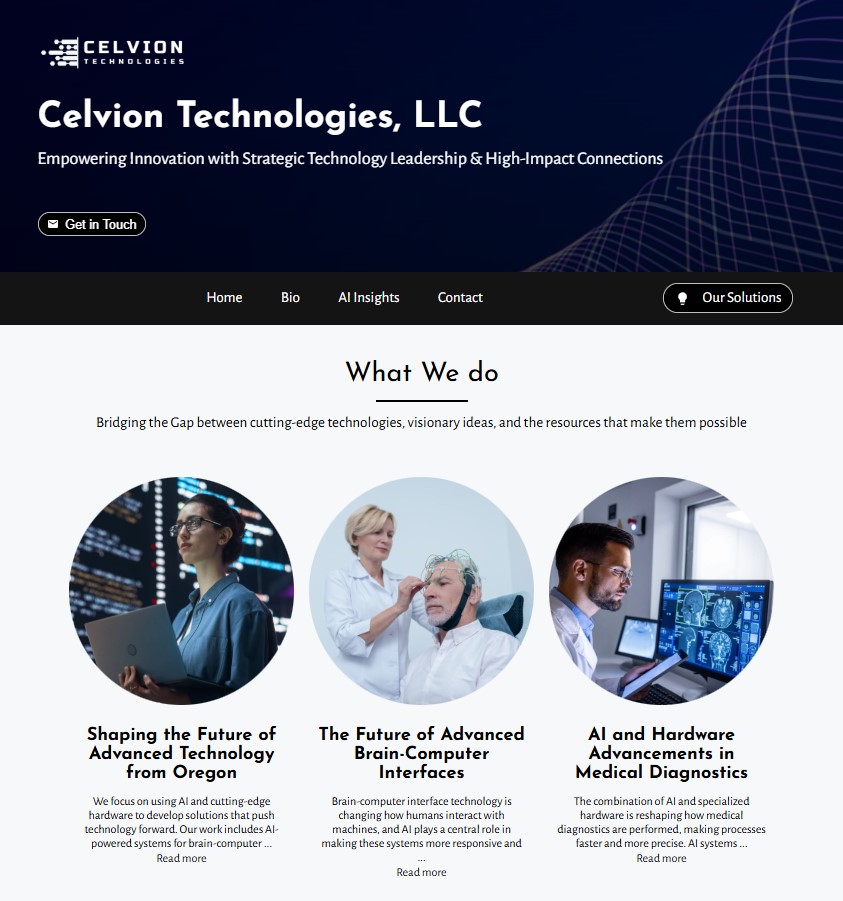 CELVION
TECHNOLOGIES
Celvion Technologies, LLC
Empowering Innovation with Strategic Technology Leadership & High-Impact Connections
Get in Touch
Home Bio AI Insights Contact Our Solutions
What We do
Bridging the Gap between cutting-edge technologies, visionary ideas, and the resources that make them possible
Shaping the Future of
Advanced Technology
from Oregon
We focus on using AI and cutting-edge
hardware to develop solutions that push
technology forward. Our work includes AI-
powered systems for brain-computer ...
Read more
The Future of Advanced
Brain-Computer
Interfaces
Brain-computer interface technology is
changing how humans interact with
machines, and AI plays a central role in
making these systems more responsive and
...
Read more
AI and Hardware
Advancements in
Medical Diagnostics
The combination of AI and specialized
hardware is reshaping how medical
diagnostics are performed, making processes
faster and more precise. AI systems ...
Read more